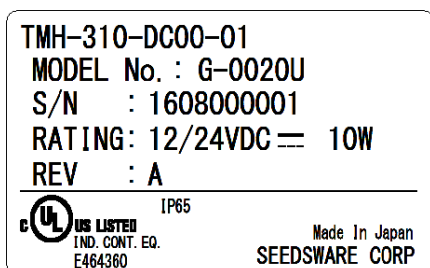 TMH-310-DC00-01
MODEL No.: G-0020U
S/N : 1608000001
RATING: 12/24VDC ⎓ 10W
REV : A
IP65
C UL US LISTED
IND. CONT. EQ.
E464360
Made In Japan
SEEDSWARE CORP